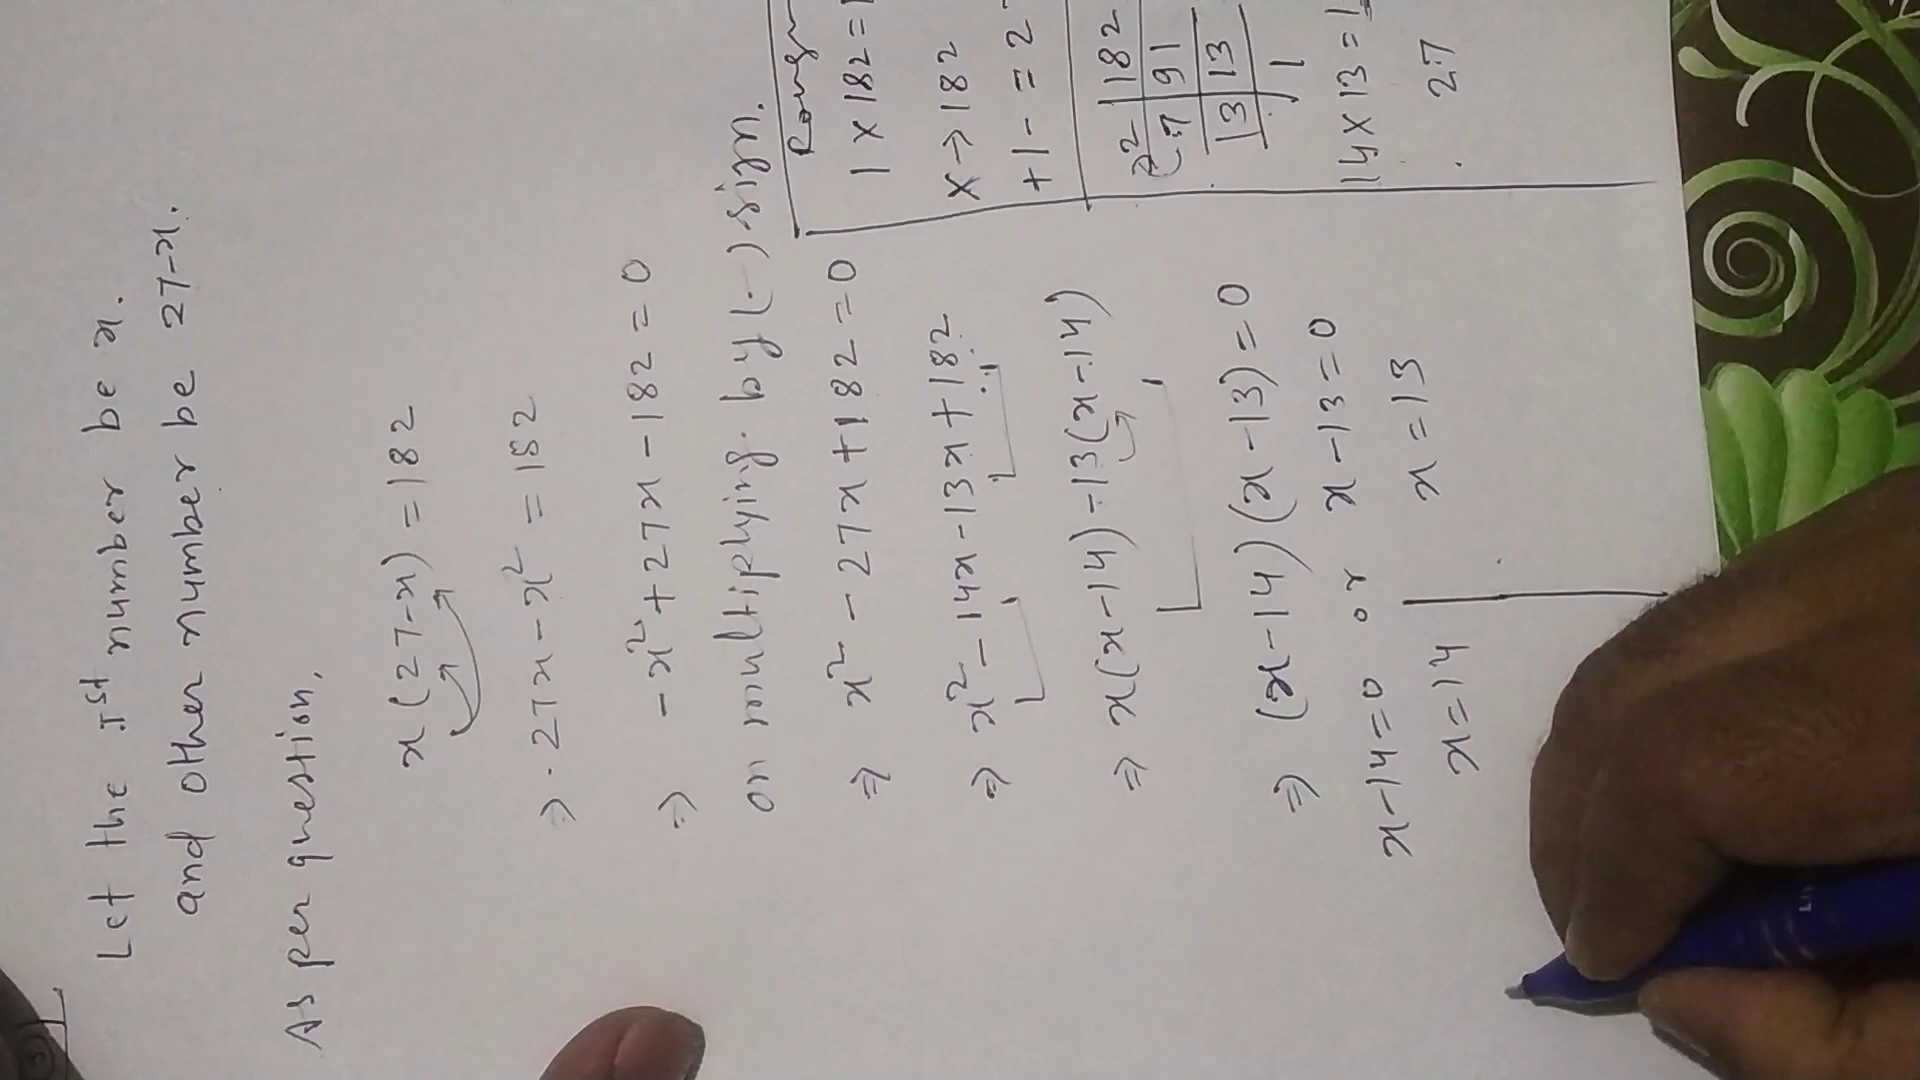 Let the Ist number be x.
and other number be 27-x.
As per question,
x(27-x) = 182
⇒ 27x - x² = 182
⇒ -x² + 27x - 182 = 0
on multiplying by (-) sign.
⇒ x² - 27x + 182 = 0
⇒ x² - 14x - 13x + 182
⇒ x(x-14) - 13(x-14)
⇒ (x-14)(x-13) = 0
x-14=0 or x-13=0
x=14 x=13
1 x 182 =
x → 182
+1- = 2
2 182
7 91
13 13
1
14 x 13 =
27